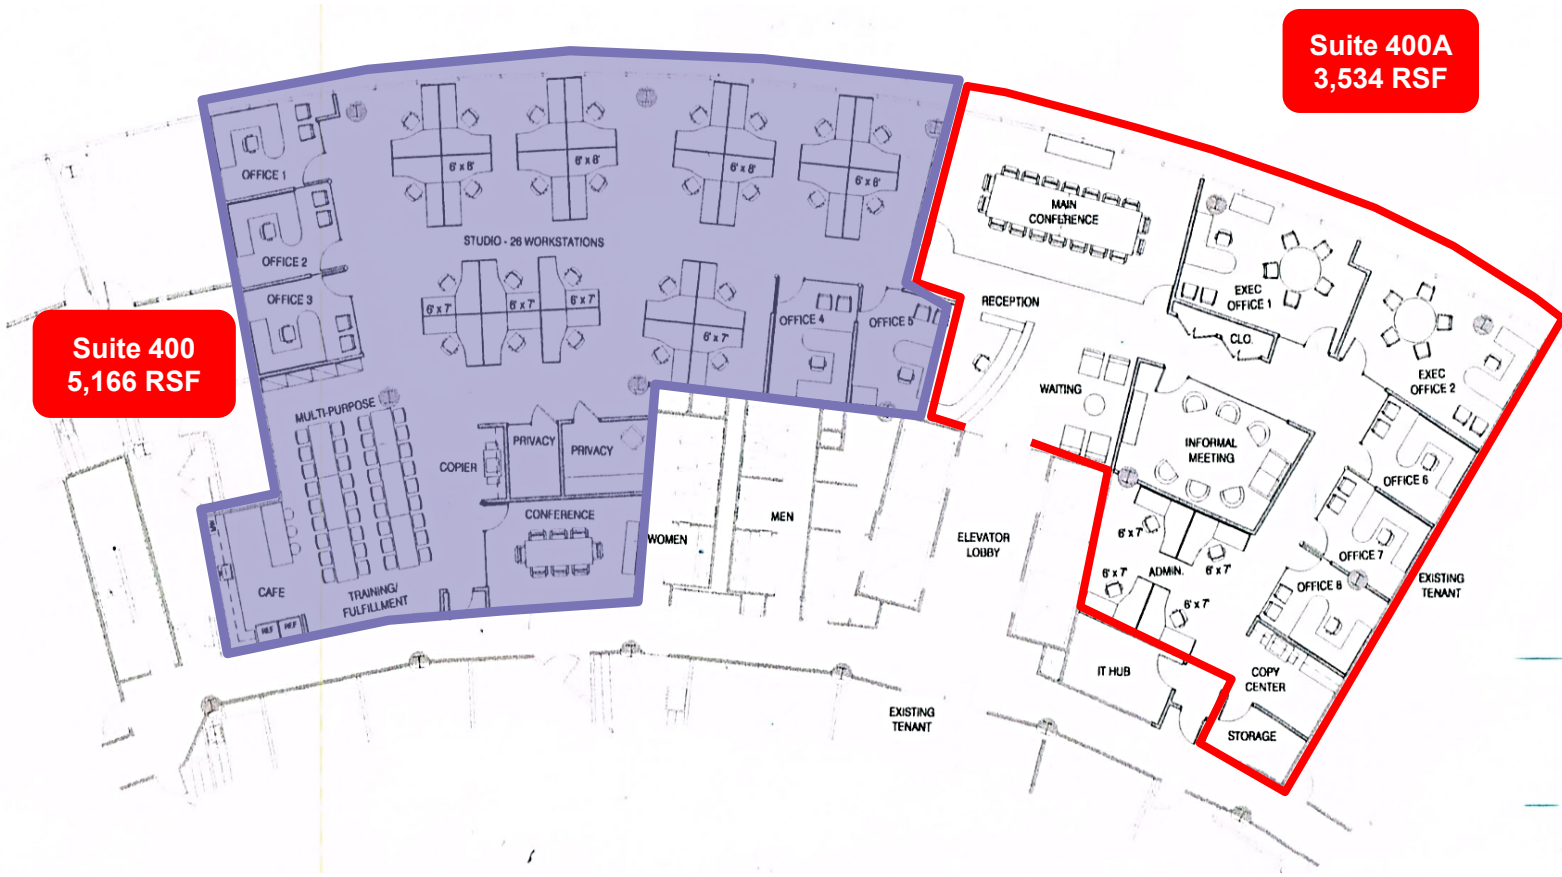 Suite 400A
3,534 RSF
OFFICE 1
6' x 8'
6' x 8'
6' x 8'
6' x 8'
STUDIO - 26 WORKSTATIONS
OFFICE 2
OFFICE 3
6' x 7'
6' x 7'
6' x 7'
6' x 7'
OFFICE 4
OFFICE 5
MAIN
CONFERENCE
RECEPTION
EXEC
OFFICE 1
CLO.
EXEC
OFFICE 2
Suite 400
5,166 RSF
WAITING
MULTI-PURPOSE
COPIER
PRIVACY
PRIVACY
INFORMAL
MEETING
OFFICE 6
CONFERENCE
WOMEN
MEN
ELEVATOR
LOBBY
6' x 7'
6' x 7'
ADMIN.
6' x 7'
6' x 7'
OFFICE 7
OFFICE 8
EXISTING
TENANT
CAFE
TRAINING/
FULFILLMENT
REF
REF
IT HUB
COPY
CENTER
STORAGE
EXISTING
TENANT